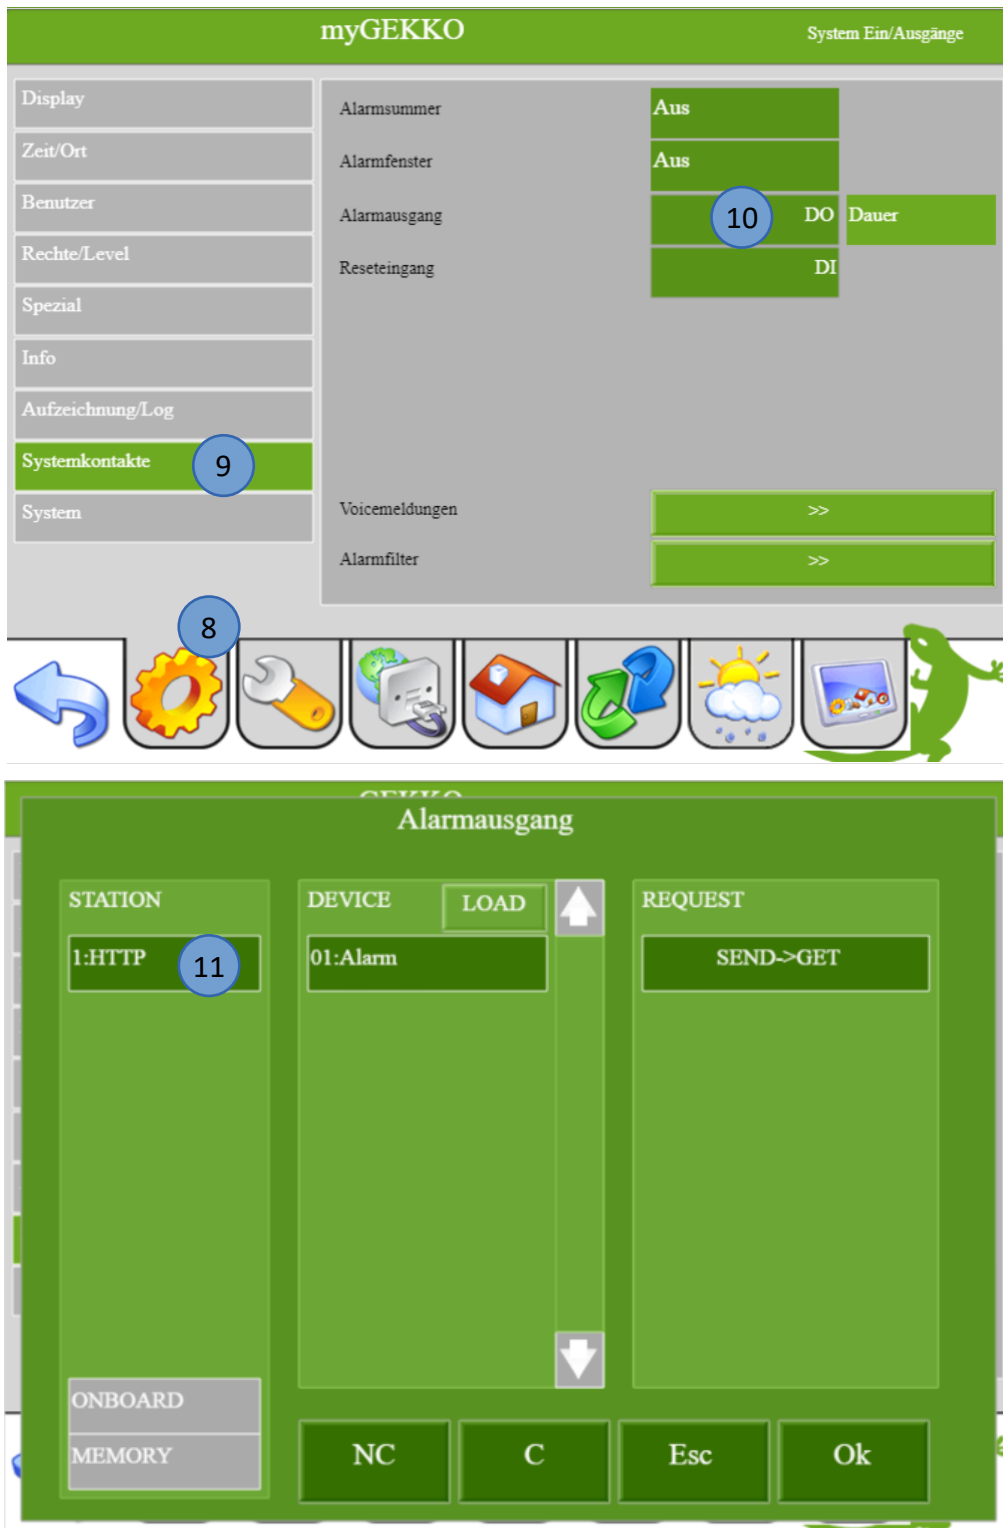 myGEKKO
System Ein/Ausgänge
Display
Zeit/Ort
Benutzer
Rechte/Level
Spezial
Info
Aufzeichnung/Log
Systemkontakte
9
System
Alarmsummer Aus
Alarmfenster Aus
Alarmausgang 10 DO Dauer
Reseteingang DI
Voicemeldungen >>
Alarmfilter >>
8
GEKKO
Alarmausgang
STATION
1:HTTP 11
ONBOARD
MEMORY
DEVICE LOAD
01:Alarm
REQUEST
SEND->GET
NC C Esc Ok